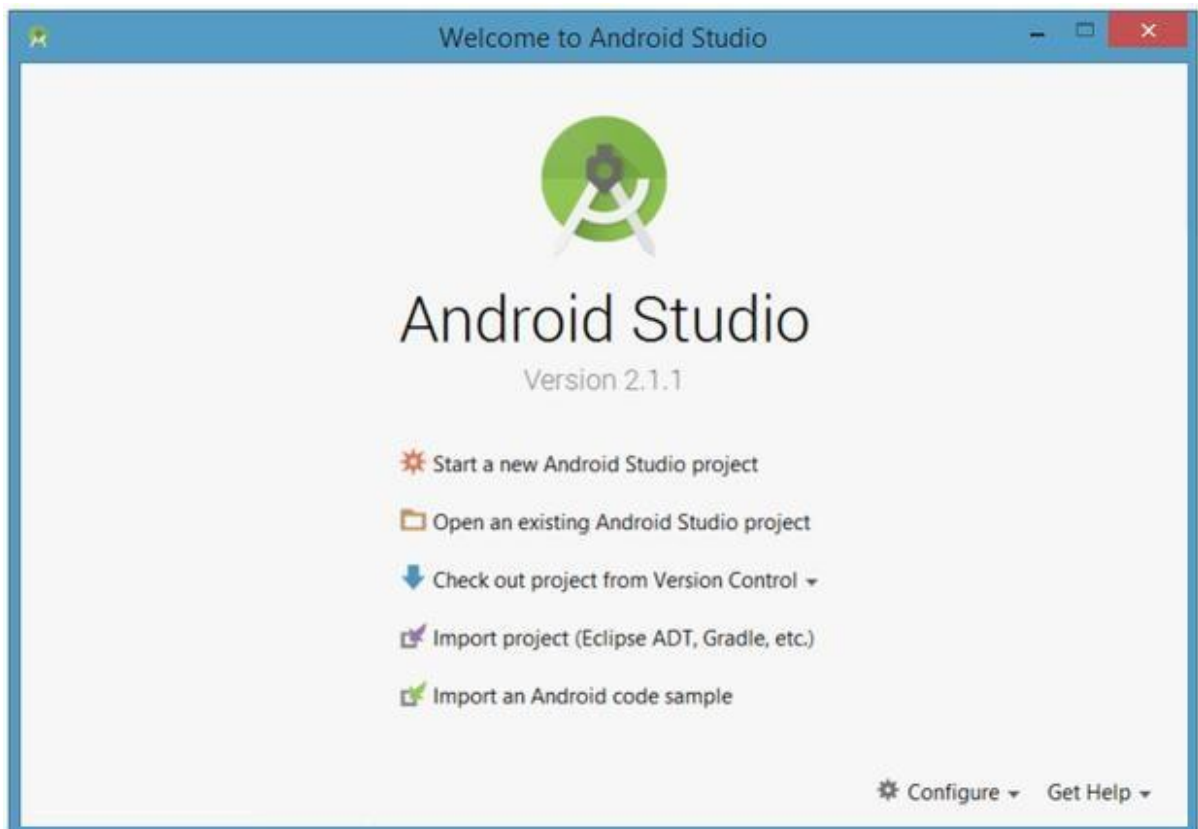 Welcome to Android Studio
Android Studio
Version 2.1.1
Start a new Android Studio project
Open an existing Android Studio project
Check out project from Version Control
Import project (Eclipse ADT, Gradle, etc.)
Import an Android code sample
Configure
Get Help